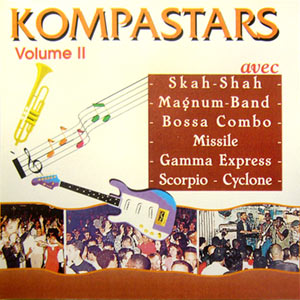 KOMPASTARS
Volume II
avec
- Skah-Shah -
- Magnum-Band -
- Bossa Combo -
- Missile -
- Gamma Express -
- Scorpio - Cyclone -